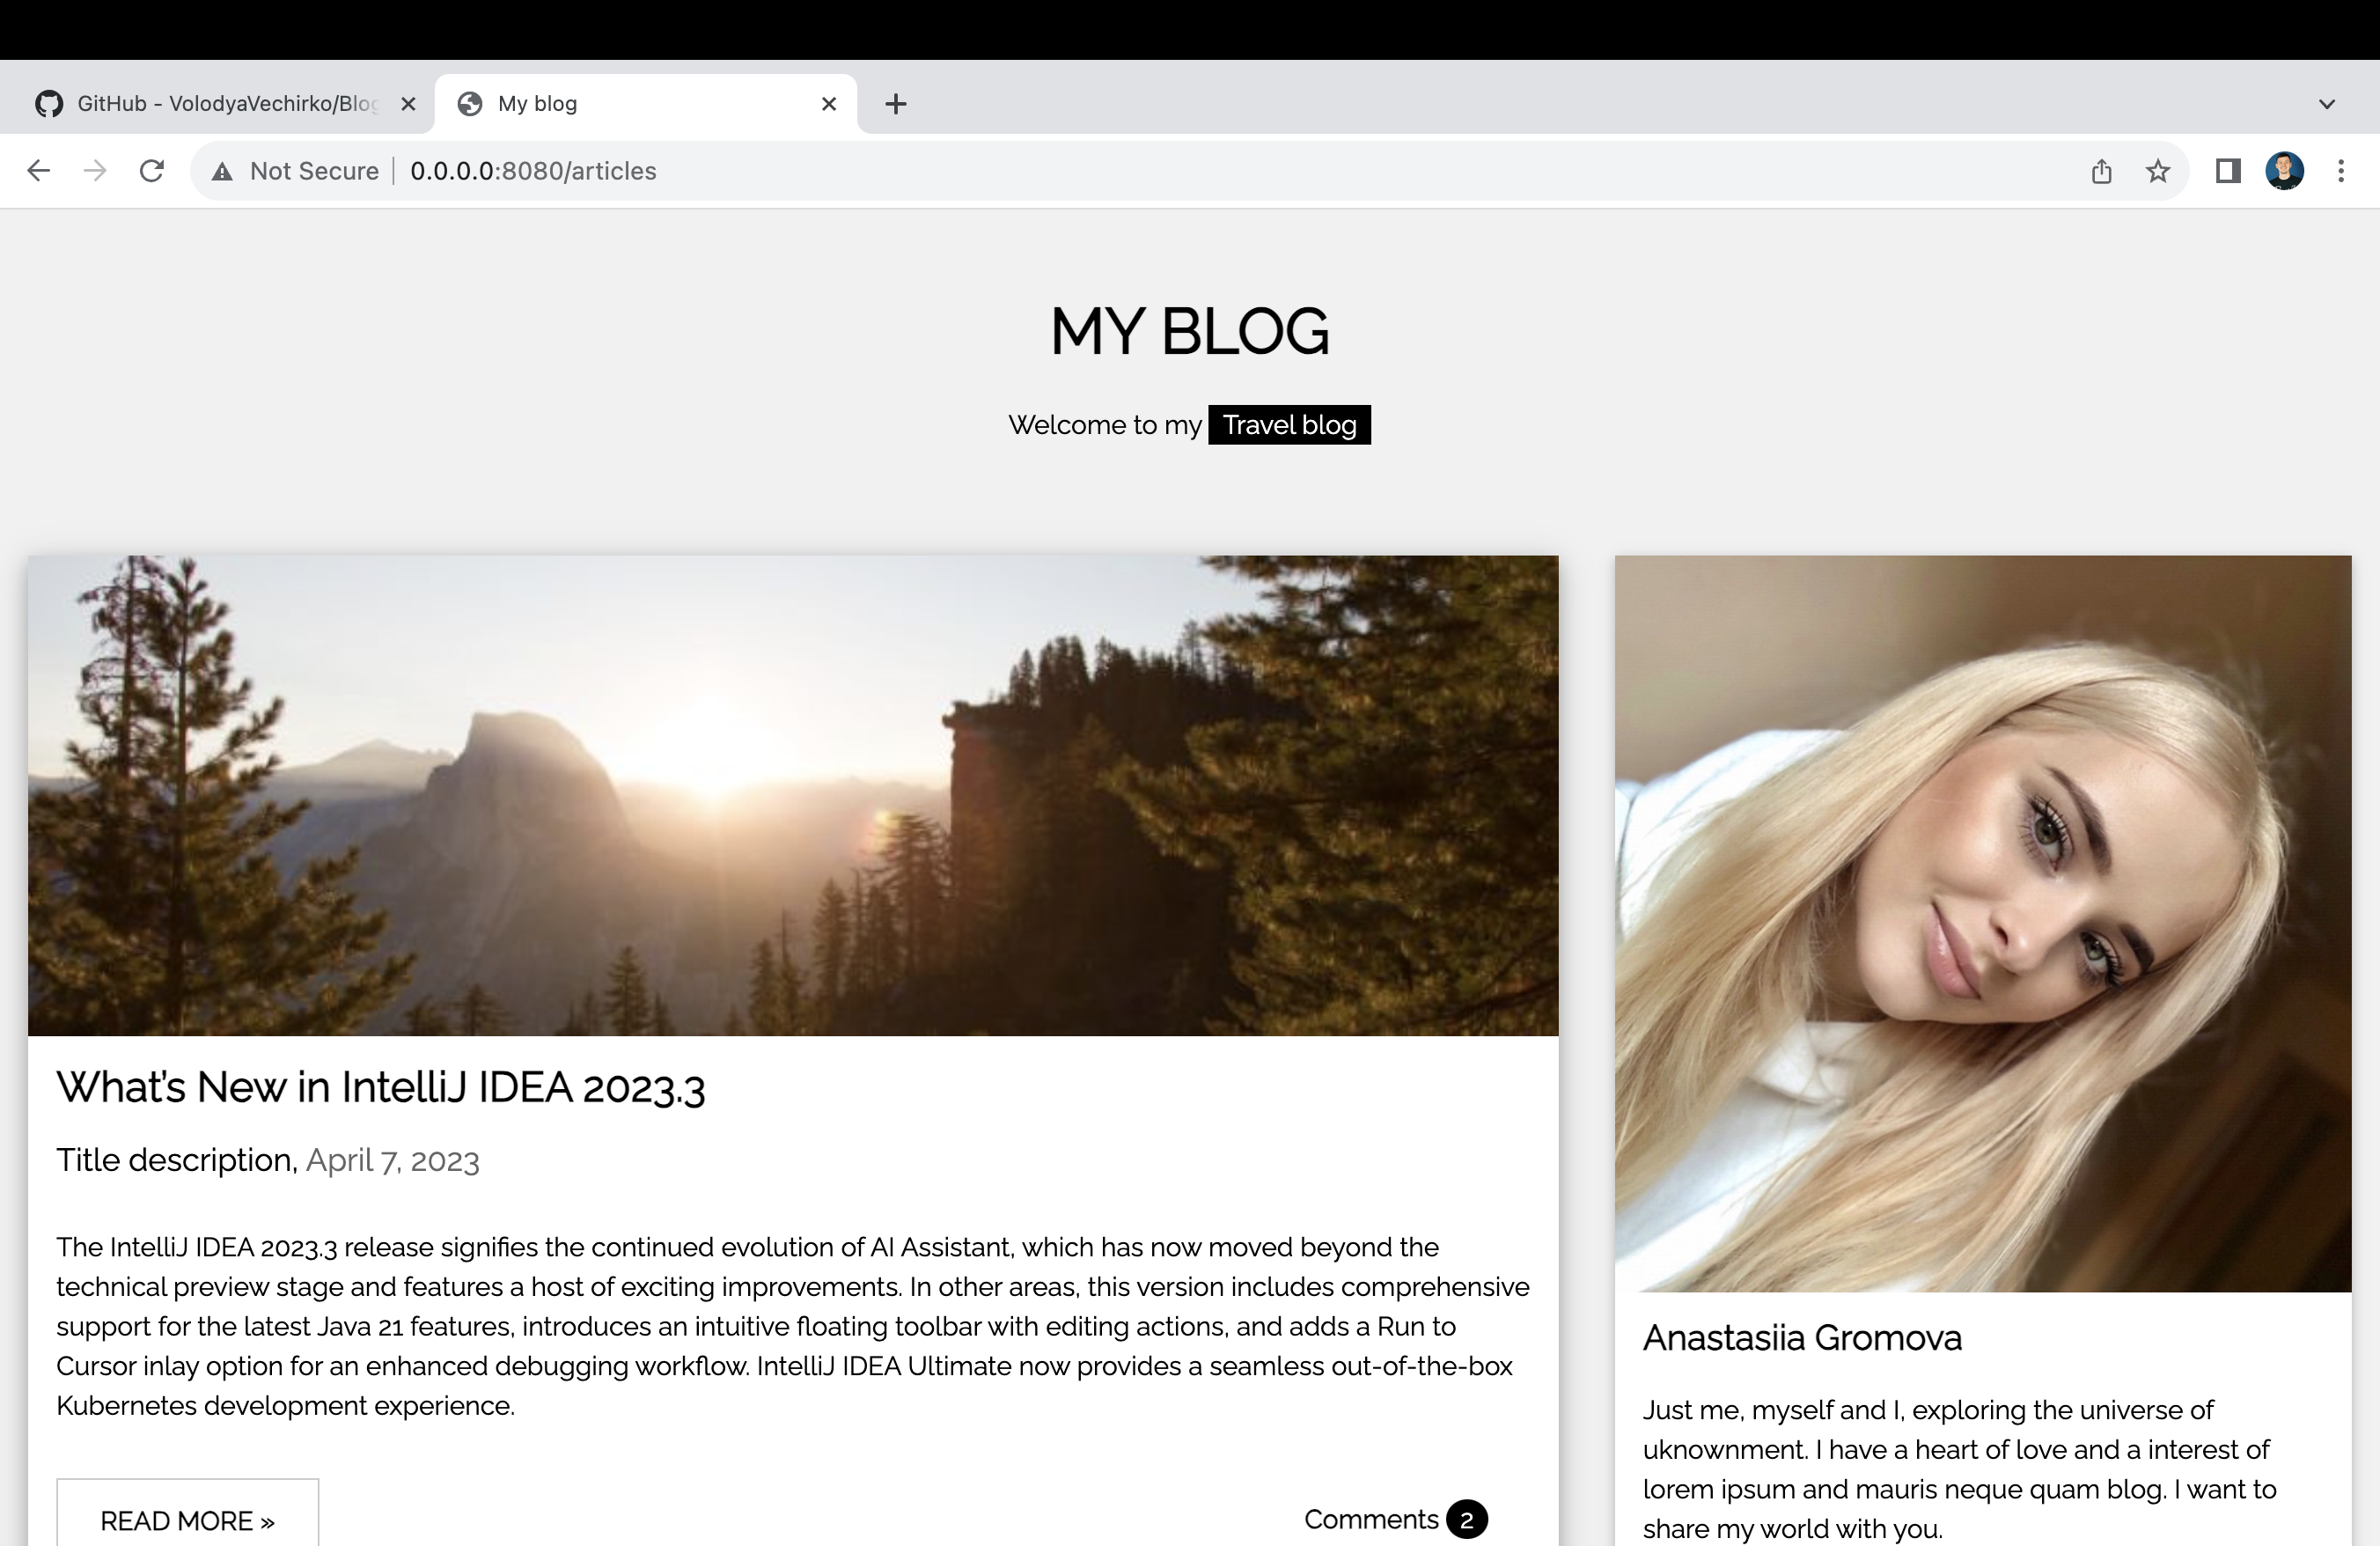 GitHub - VolodyaVechirko/Blog
My blog
Not Secure
0.0.0.0:8080/articles
MY BLOG
Welcome to my Travel blog
What's New in IntelliJ IDEA 2023.3
Title description, April 7, 2023
The IntelliJ IDEA 2023.3 release signifies the continued evolution of AI Assistant, which has now moved beyond the
technical preview stage and features a host of exciting improvements. In other areas, this version includes comprehensive
support for the latest Java 21 features, introduces an intuitive floating toolbar with editing actions, and adds a Run to
Cursor inlay option for an enhanced debugging workflow. IntelliJ IDEA Ultimate now provides a seamless out-of-the-box
Kubernetes development experience.
READ MORE »
Comments 2
Anastasiia Gromova
Just me, myself and I, exploring the universe of
uknownment. I have a heart of love and a interest of
lorem ipsum and mauris neque quam blog. I want to
share my world with you.